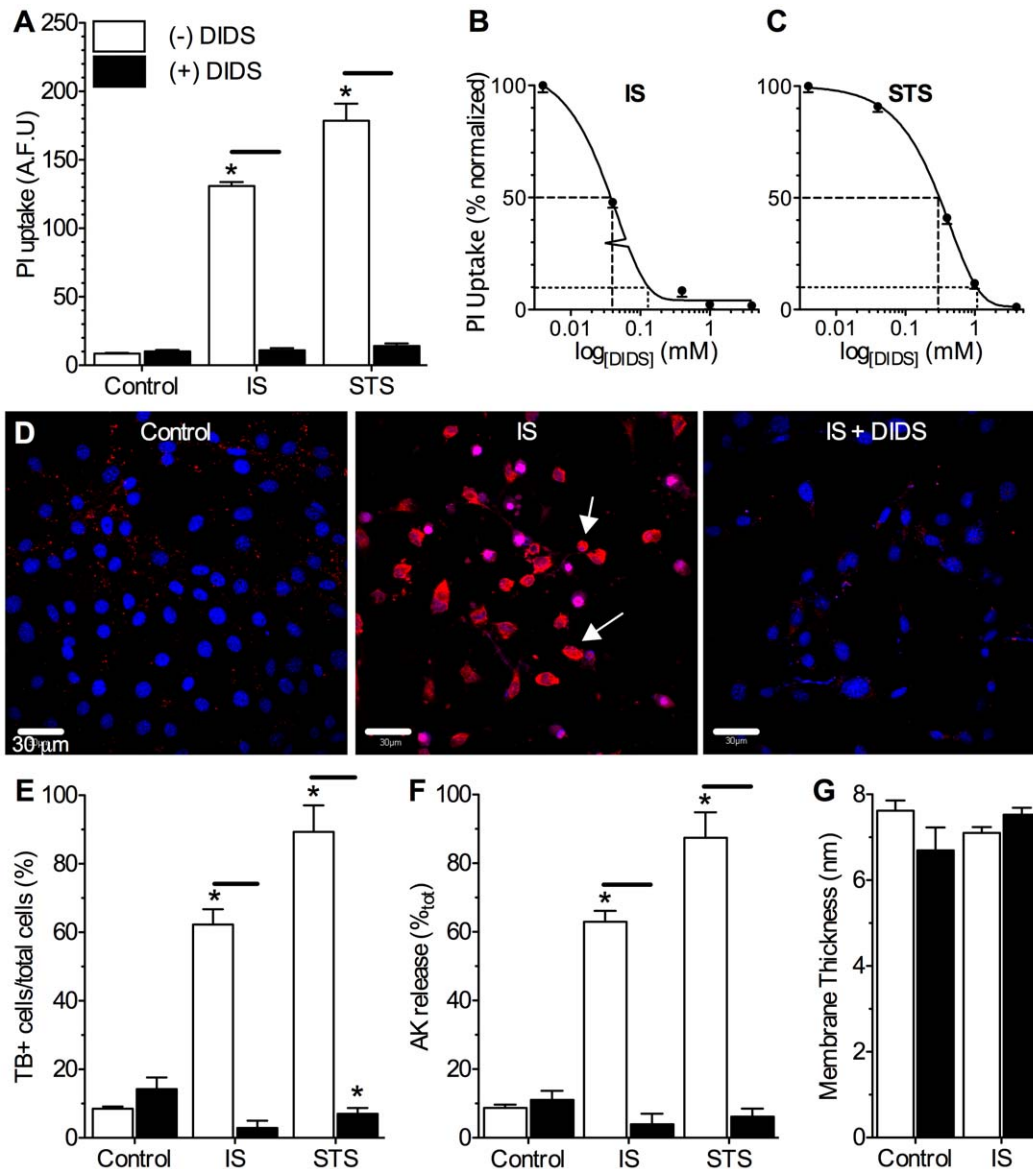 A
(-) DIDS
(+) DIDS
PI uptake (A.F.U)
250
200
150
100
50
0
*
*
Control
IS
STS
B
IS
PI Uptake (% normalized)
100
50
0
0.01
0.1
1
log[DIDS] (mM)
C
STS
100
50
0
0.01
0.1
1
log[DIDS] (mM)
D
Control
30 µm
30µm
IS
30µm
IS + DIDS
30µm
E
TB+ cells/total cells (%)
100
80
60
40
20
0
*
*
*
Control
IS
STS
F
AK release (%tot)
100
80
60
40
20
0
*
*
Control
IS
STS
G
Membrane Thickness (nm)
8
6
4
2
0
Control
IS